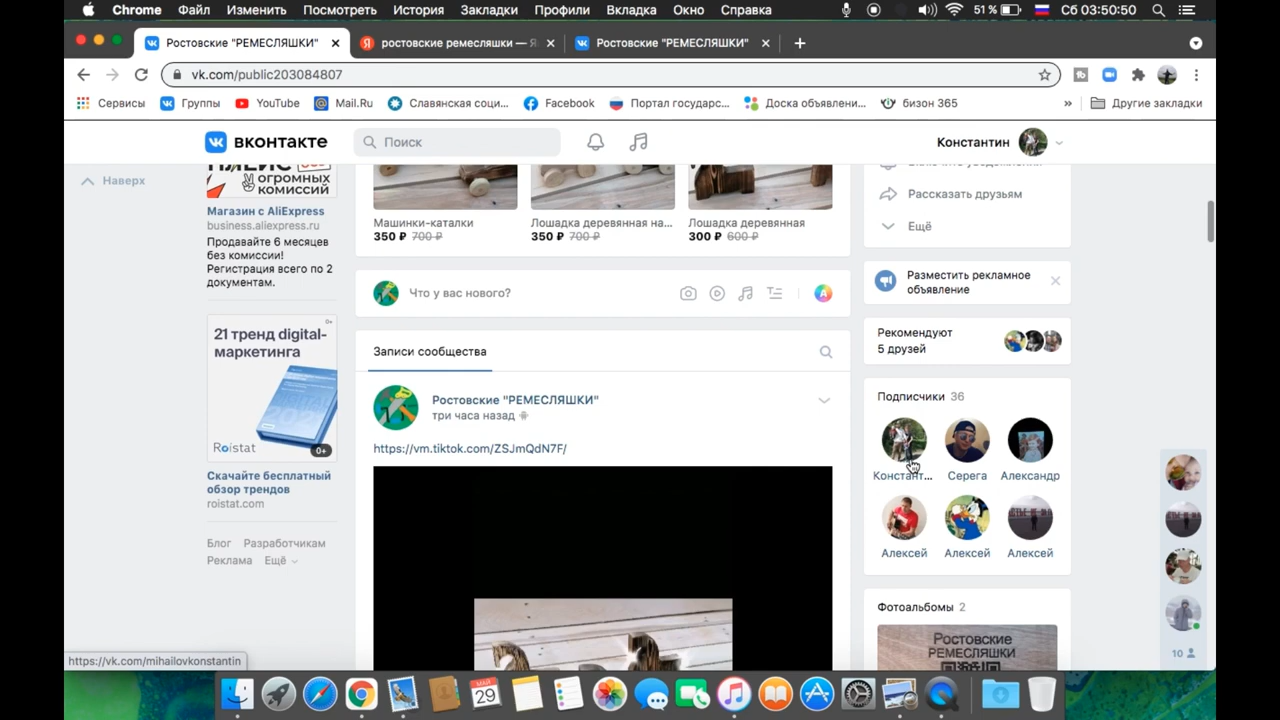 Chrome Файл Изменить Посмотреть История Закладки Профили Вкладка Окно Справка 51 % Сб 03:50:50
Ростовские "РЕМЕСЛЯШКИ" ростовские ремесляшки — Я Ростовские "РЕМЕСЛЯШКИ"
vk.com/public203084807
Сервисы Группы YouTube Mail.Ru Славянская соци... Facebook Портал государс... Доска объявлени... бизон 365 » Другие закладки
вконтакте Поиск Константин
Наверх
огромных
комиссий
Магазин с AliExpress
business.aliexpress.ru
Продавайте 6 месяцев
без комиссии!
Регистрация всего по 2
документам.
0+
21 тренд digital-
маркетинга
Roistat 0+
Скачайте бесплатный
обзор трендов
roistat.com
Блог Разработчикам
Реклама Ещё
Машинки-каталки
350 ₽ 700 ₽
Лошадка деревянная на...
350 ₽ 700 ₽
Лошадка деревянная
300 ₽ 600 ₽
Что у вас нового?
Записи сообщества
Ростовские "РЕМЕСЛЯШКИ"
три часа назад
https://vm.tiktok.com/ZSJmQdN7F/
Рассказать друзьям
Ещё
Разместить рекламное
объявление
Рекомендуют
5 друзей
Подписчики 36
Констант... Серега Александр
Алексей Алексей Алексей
Фотоальбомы 2
Ростовские
РЕМЕСЛЯШКИ
10
https://vk.com/mihailovkonstantin
МАЙ
29